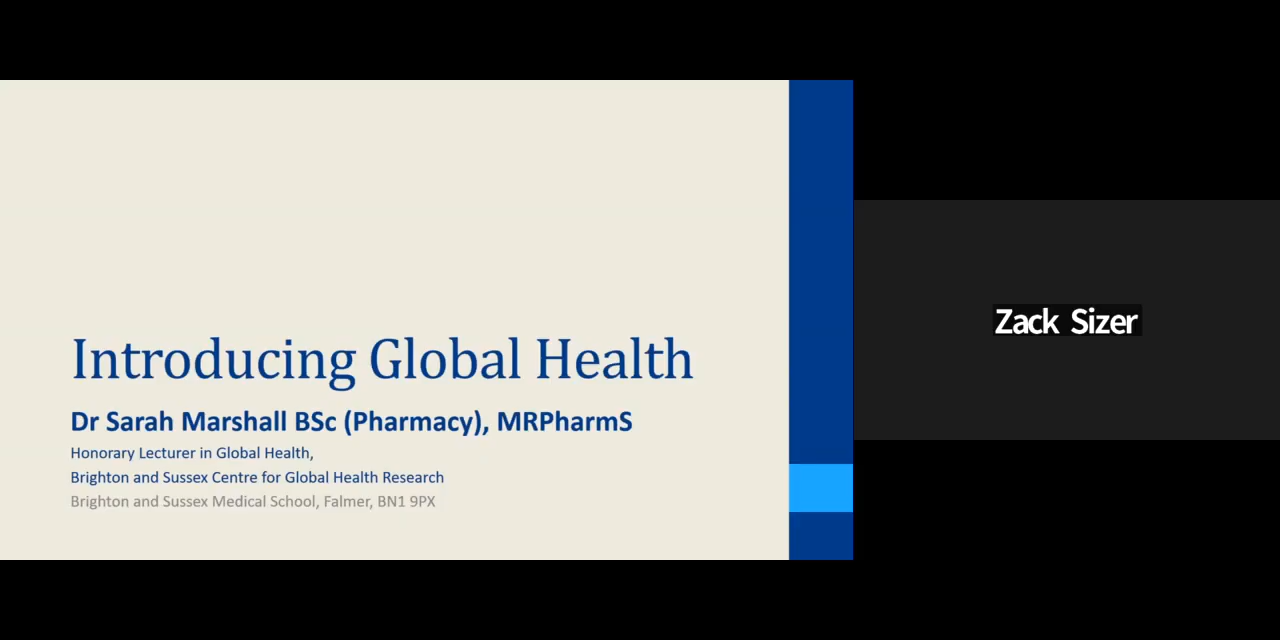 Introducing Global Health
Dr Sarah Marshall BSc (Pharmacy), MRPharmS
Honorary Lecturer in Global Health,
Brighton and Sussex Centre for Global Health Research
Brighton and Sussex Medical School, Falmer, BN1 9PX
Zack Sizer